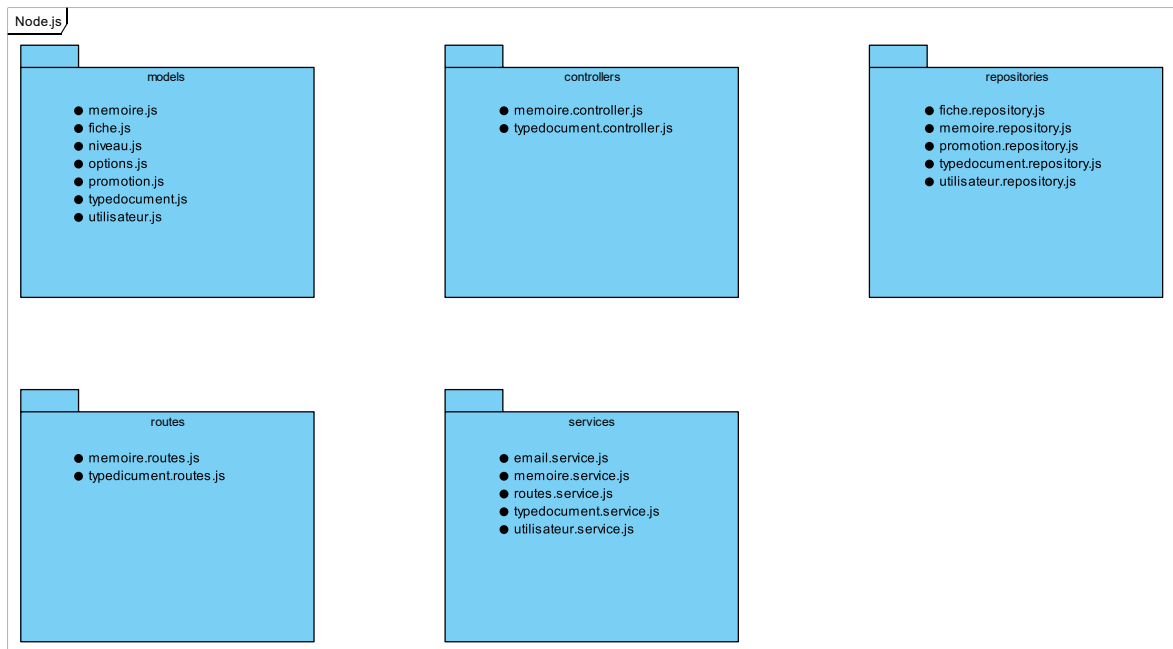 Node.js
models
● memoire.js
● fiche.js
● niveau.js
● options.js
● promotion.js
● typedocument.js
● utilisateur.js
controllers
● memoire.controller.js
● typedocument.controller.js
repositories
● fiche.repository.js
● memoire.repository.js
● promotion.repository.js
● typedocument.repository.js
● utilisateur.repository.js
routes
● memoire.routes.js
● typedicument.routes.js
services
● email.service.js
● memoire.service.js
● routes.service.js
● typedocument.service.js
● utilisateur.service.js